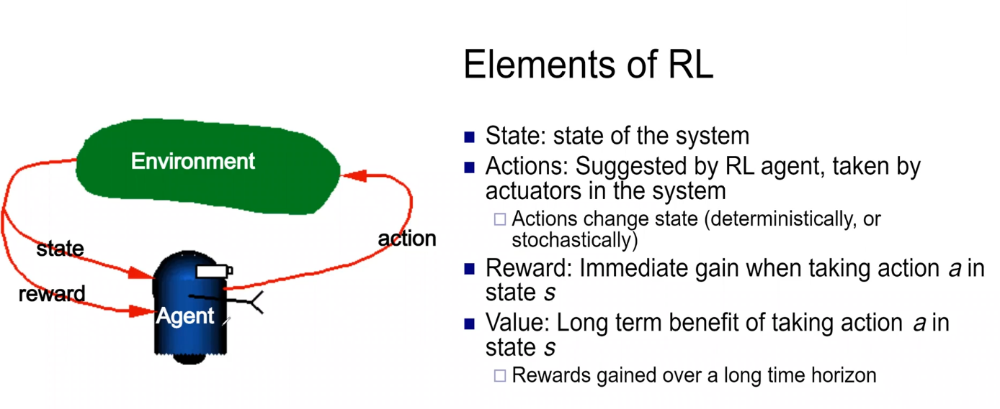 Elements of RL
Environment
state
reward
action
Agent
State: state of the system
Actions: Suggested by RL agent, taken by
actuators in the system
Actions change state (deterministically, or
stochastically)
Reward: Immediate gain when taking action a in
state s
Value: Long term benefit of taking action a in
state s
Rewards gained over a long time horizon